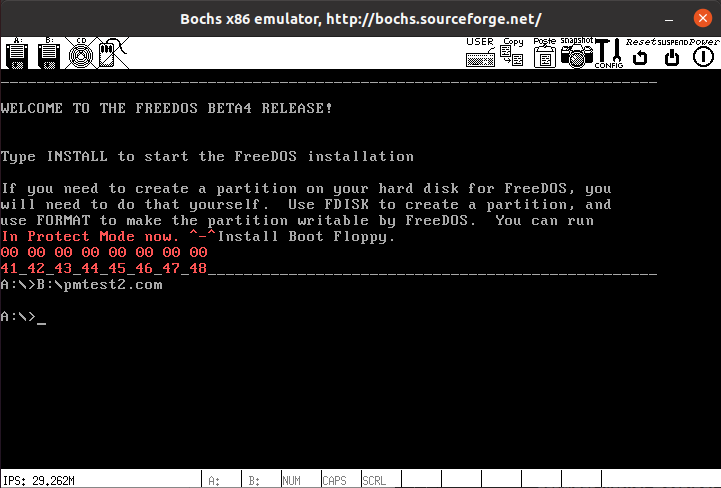 Bochs x86 emulator, http://bochs.sourceforge.net/
A: B: CD USER Copy Paste snapshot CONFIG Reset SUSPEND Power
WELCOME TO THE FREEDOS BETA4 RELEASE!
Type INSTALL to start the FreeDOS installation
If you need to create a partition on your hard disk for FreeDOS, you
will need to do that yourself.  Use FDISK to create a partition, and
use FORMAT to make the partition writable by FreeDOS.  You can run
In Protect Mode now. ^-^Install Boot Floppy.
00 00 00 00 00 00 00 00
41_42_43_44_45_46_47_48_________________________________________________________
A:\>B:\pmtest2.com
A:\>_
IPS: 29.262M A: B: NUM CAPS SCRL